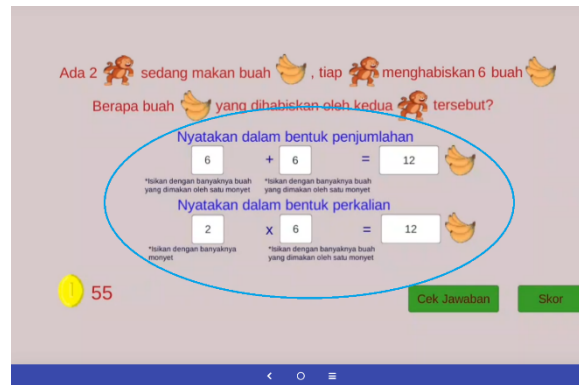 Ada 2 sedang makan buah , tiap menghabiskan 6 buah
Berapa buah yang dihabiskan oleh kedua tersebut?
Nyatakan dalam bentuk penjumlahan
6 + 6 = 12
*Isikan dengan banyaknya buah yang dimakan oleh satu monyet
*Isikan dengan banyaknya buah yang dimakan oleh satu monyet
Nyatakan dalam bentuk perkalian
2 x 6 = 12
*Isikan dengan banyaknya monyet
*Isikan dengan banyaknya buah yang dimakan oleh satu monyet
55
Cek Jawaban
Skor